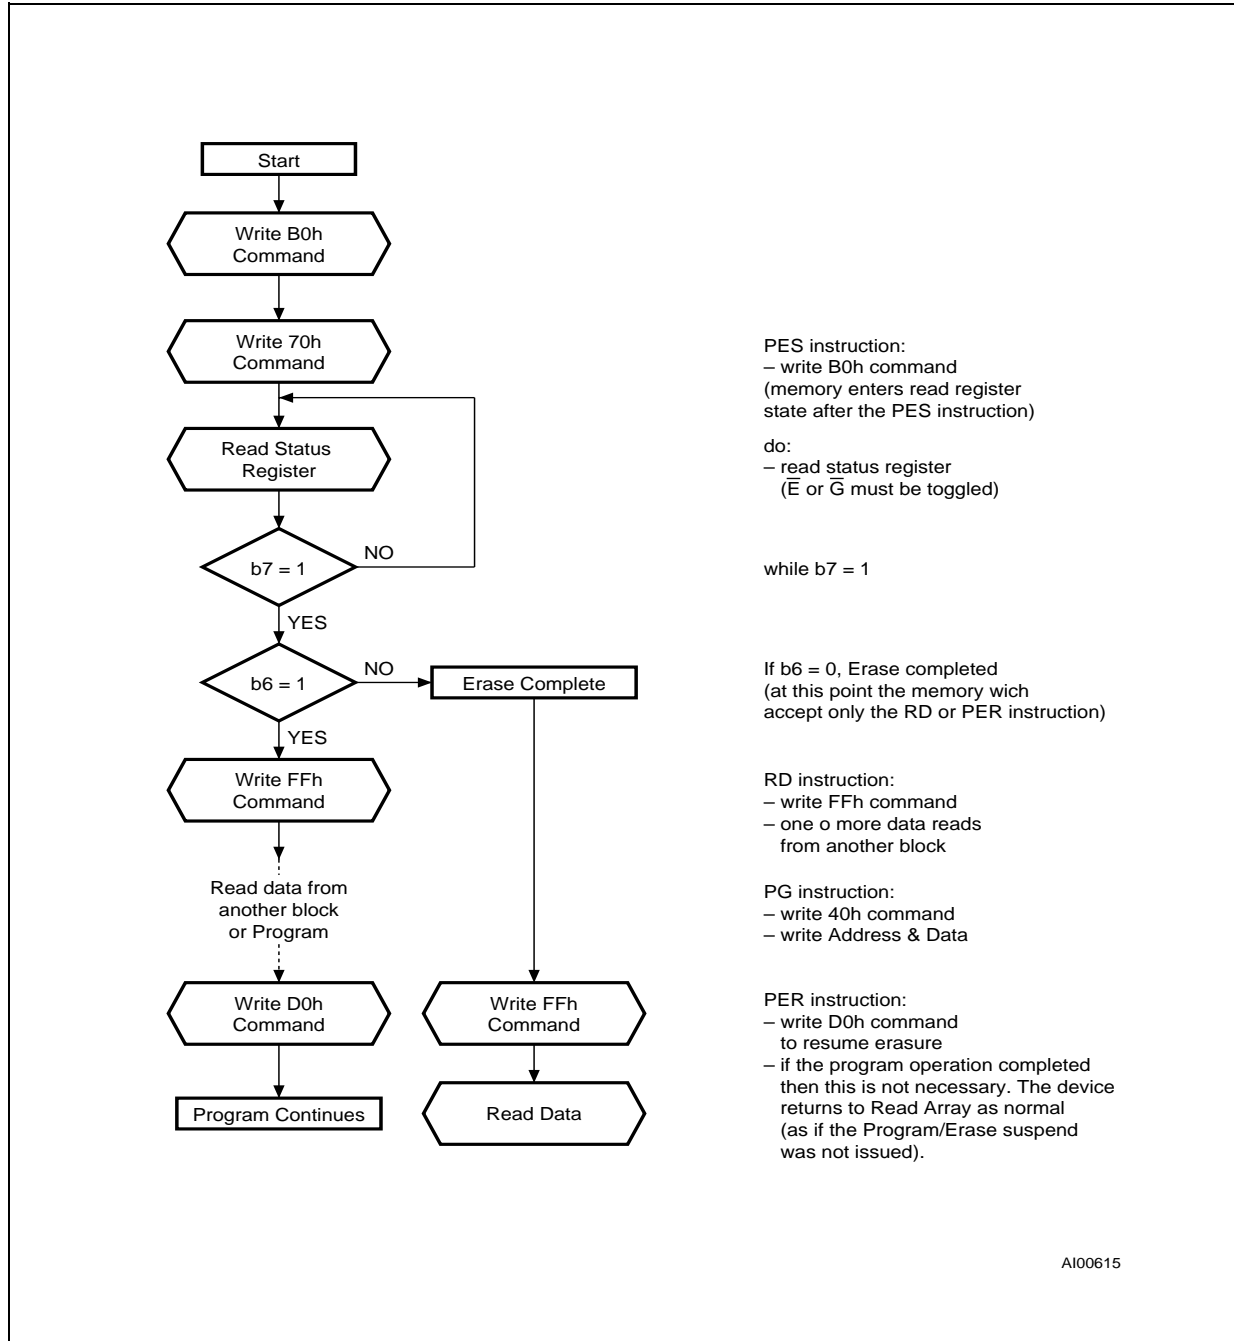 Start
Write B0h
Command
Write 70h
Command
Read Status
Register
b7 = 1
NO
YES
b6 = 1
NO
YES
Erase Complete
Write FFh
Command
Read data from
another block
or Program
Write D0h
Command
Program Continues
Write FFh
Command
Read Data
PES instruction:
– write B0h command
(memory enters read register
state after the PES instruction)
do:
– read status register
(E̅ or G̅ must be toggled)
while b7 = 1
If b6 = 0, Erase completed
(at this point the memory wich
accept only the RD or PER instruction)
RD instruction:
– write FFh command
– one o more data reads
from another block
PG instruction:
– write 40h command
– write Address & Data
PER instruction:
– write D0h command
to resume erasure
– if the program operation completed
then this is not necessary. The device
returns to Read Array as normal
(as if the Program/Erase suspend
was not issued).
AI00615